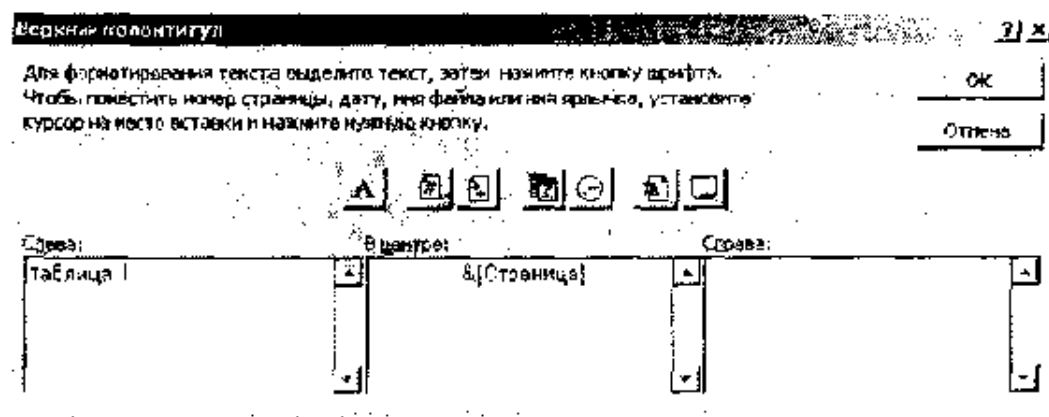 Верхний колонтитул
Для форматирования текста выделите текст, затем нажмите кнопку шрифта.
Чтобы поместить номер страницы, дату, имя файла или имя ярлычка, установите
курсор на место вставки и нажмите нужную кнопку.
OK
Отмена
A
Слева:
В центре:
Справа:
таблица
&[Страница]